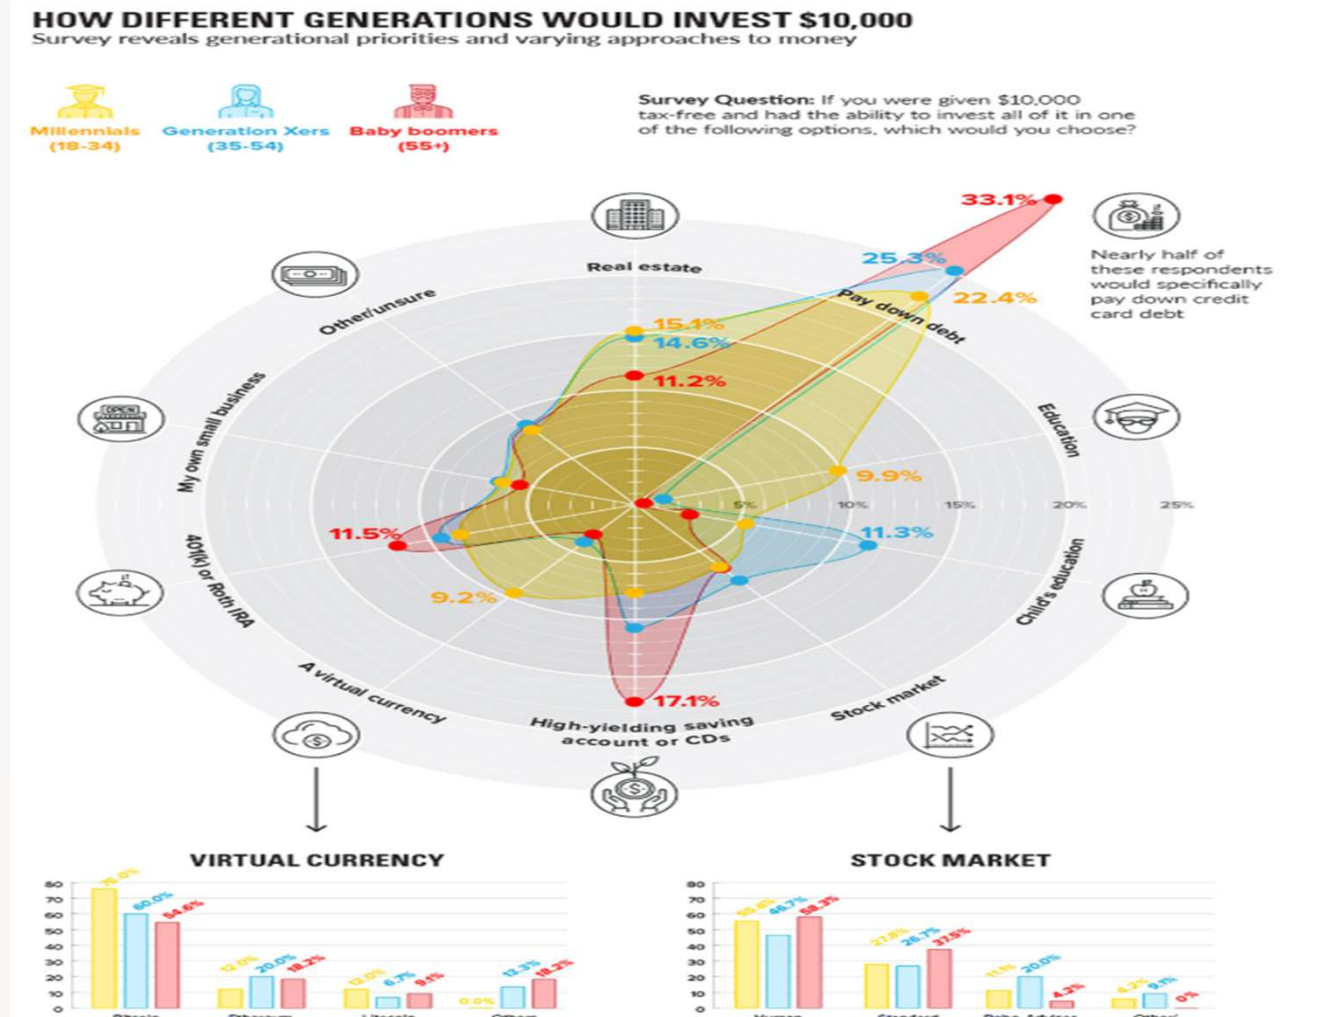 HOW DIFFERENT GENERATIONS WOULD INVEST $10,000
Survey reveals generational priorities and varying approaches to money
Millennials
(18-34)
Generation Xers
(35-54)
Baby boomers
(55+)
Survey Question: If you were given $10,000
tax-free and had the ability to invest all of it in one
of the following options, which would you choose?
33.1%
25.3%
22.4%
Nearly half of
these respondents
would specifically
pay down credit
card debt
Real estate
Pay down debt
Other/unsure
15.1%
14.6%
11.2%
My own small business
Education
9.9%
5%
10%
15%
20%
25%
11.5%
11.3%
401(k) or Roth IRA
Child's education
9.2%
A virtual currency
17.1%
High-yielding saving
account or CDs
Stock market
VIRTUAL CURRENCY
80
70
60
50
40
30
20
10
0
60.0%
54.6%
12.0%
20.0%
18.2%
12.0%
6.7%
9.1%
0.0%
13.3%
18.2%
STOCK MARKET
80
70
60
50
40
30
20
10
0
55.6%
46.7%
58.3%
27.8%
26.7%
37.5%
11.1%
20.0%
4.2%
9.1%
0%